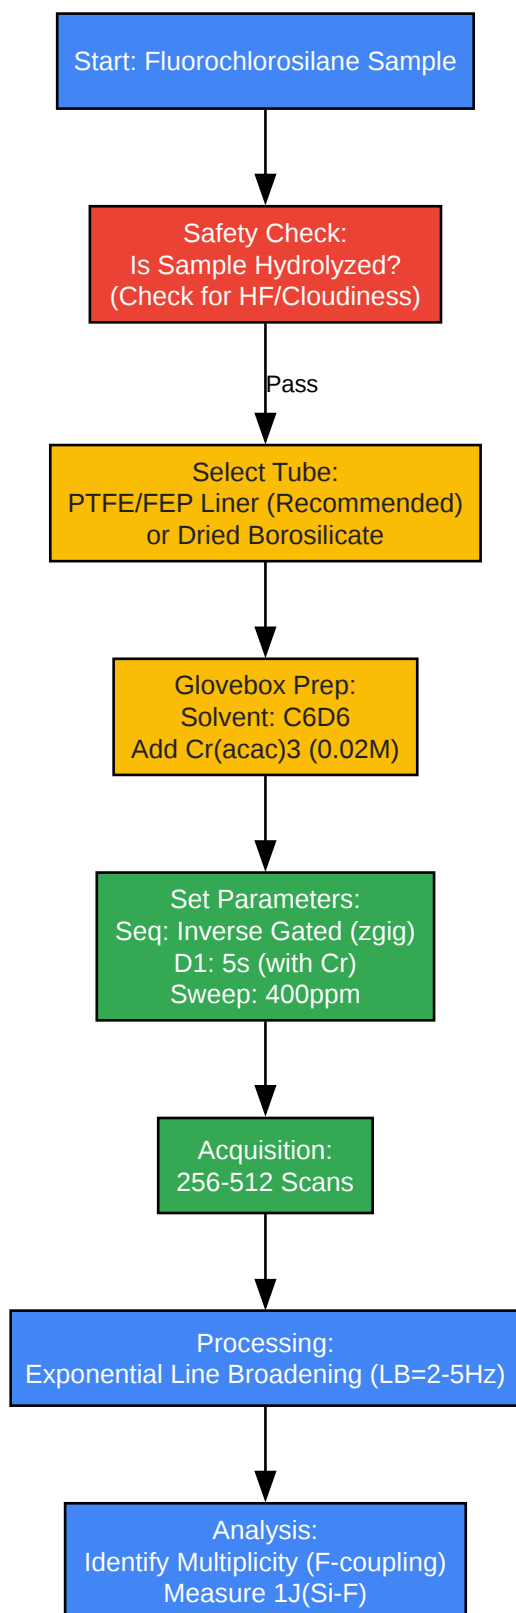 Start: Fluorochlorosilane Sample
Safety Check:
Is Sample Hydrolyzed?
(Check for HF/Cloudiness)
Pass
Select Tube:
PTFE/FEP Liner (Recommended)
or Dried Borosilicate
Glovebox Prep:
Solvent: C6D6
Add Cr(acac)3 (0.02M)
Set Parameters:
Seq: Inverse Gated (zgig)
D1: 5s (with Cr)
Sweep: 400ppm
Acquisition:
256-512 Scans
Processing:
Exponential Line Broadening (LB=2-5Hz)
Analysis:
Identify Multiplicity (F-coupling)
Measure 1J(Si-F)